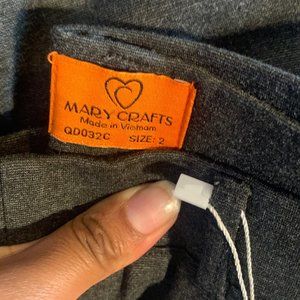 MARY CRAFTS
Made in Vietnam
QD032C SIZE: 2